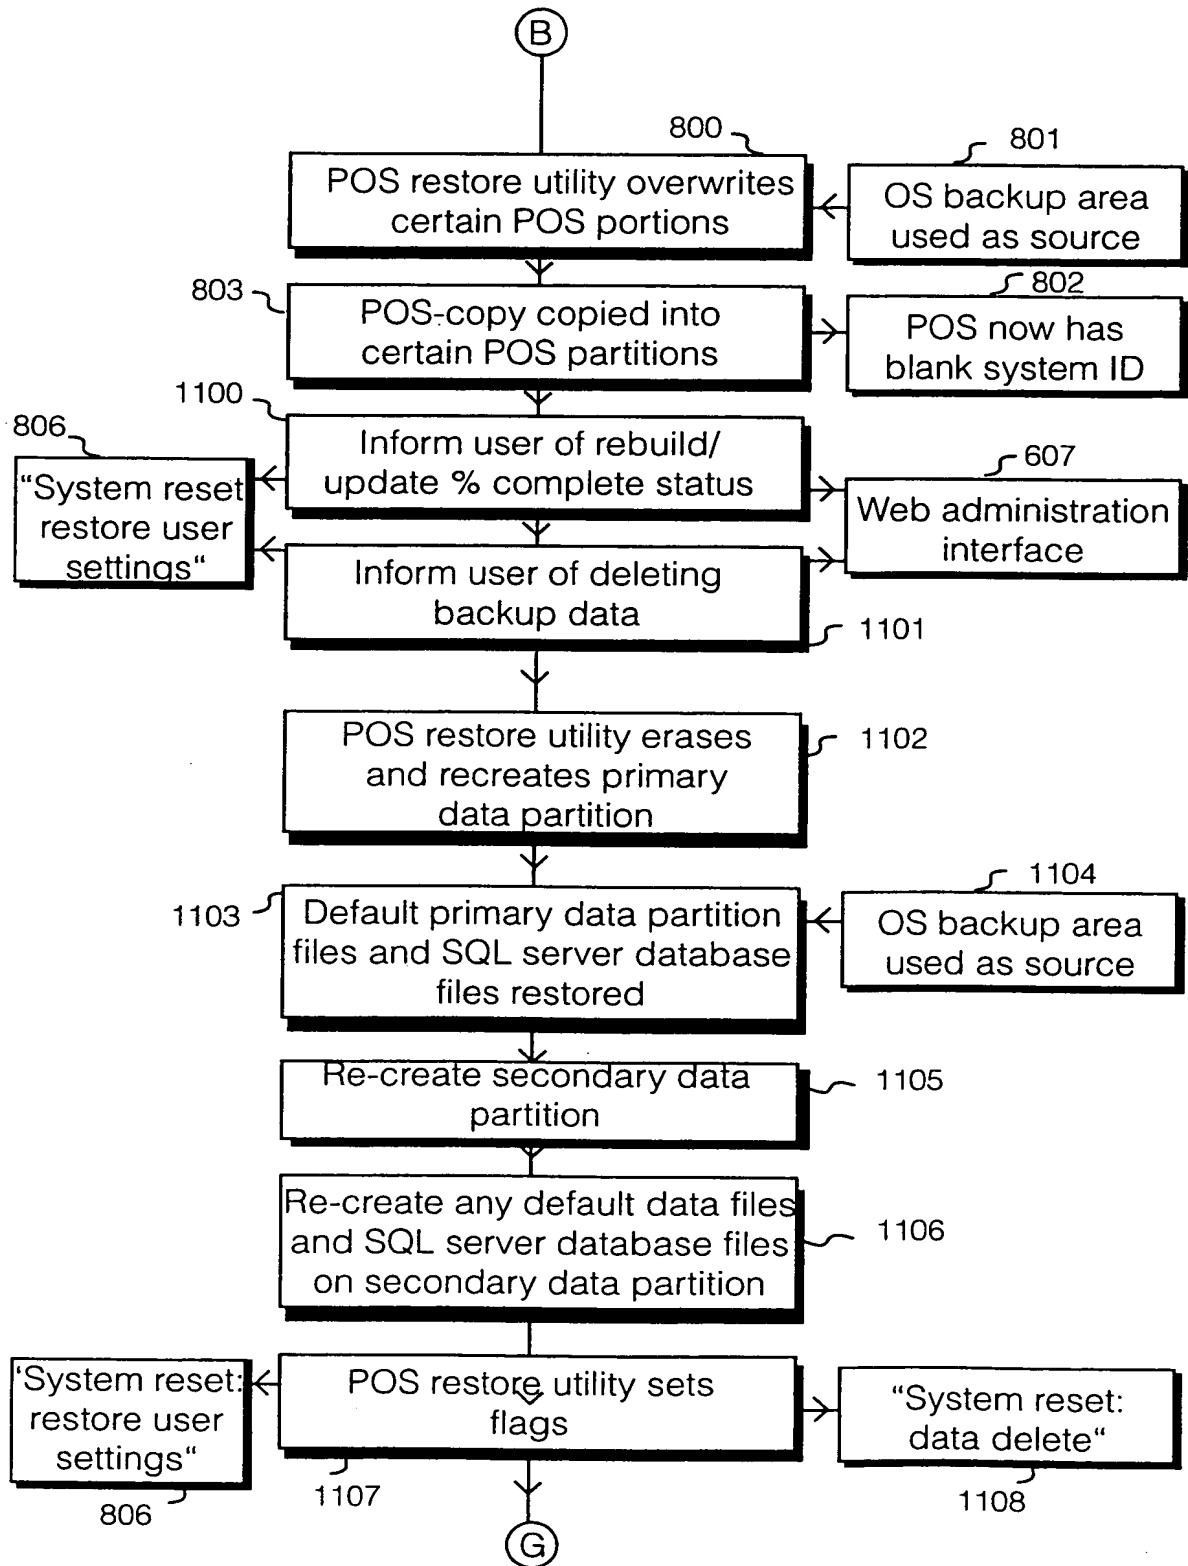 B
800
801
POS restore utility overwrites
certain POS portions
OS backup area
used as source
803
802
POS-copy copied into
certain POS partitions
POS now has
blank system ID
1100
806
607
Inform user of rebuild/
update % complete status
“System reset
restore user
settings“
Web administration
interface
Inform user of deleting
backup data
1101
POS restore utility erases
and recreates primary
data partition
1102
1103
1104
Default primary data partition
files and SQL server database
files restored
OS backup area
used as source
Re-create secondary data
partition
1105
Re-create any default data files
and SQL server database files
on secondary data partition
1106
'System reset:
restore user
settings“
POS restore utility sets
flags
“System reset:
data delete“
806
1107
1108
G